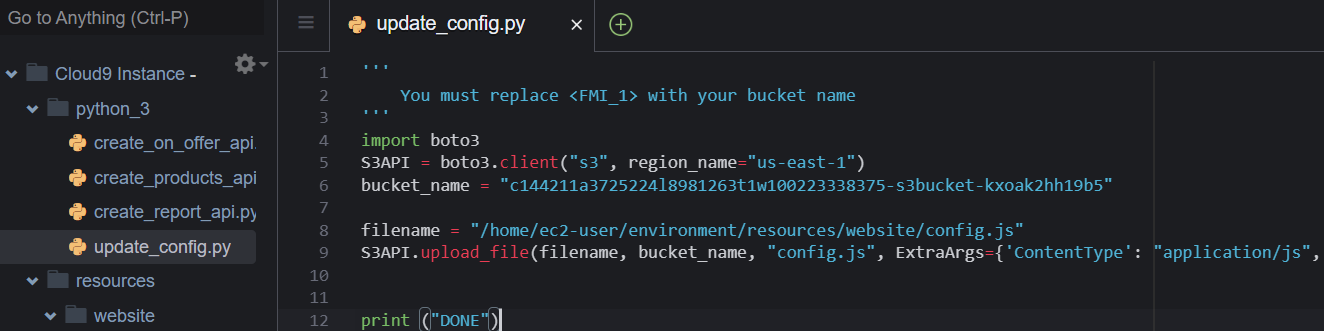 Go to Anything (Ctrl-P)
update_config.py
Cloud9 Instance -
python_3
create_on_offer_api.
create_products_api
create_report_api.py
update_config.py
resources
website
1 '''
2 You must replace <FMI_1> with your bucket name
3 '''
4 import boto3
5 S3API = boto3.client("s3", region_name="us-east-1")
6 bucket_name = "c144211a3725224l8981263t1w100223338375-s3bucket-kxoak2hh19b5"
7
8 filename = "/home/ec2-user/environment/resources/website/config.js"
9 S3API.upload_file(filename, bucket_name, "config.js", ExtraArgs={'ContentType': "application/js",
10
11
12 print ("DONE")